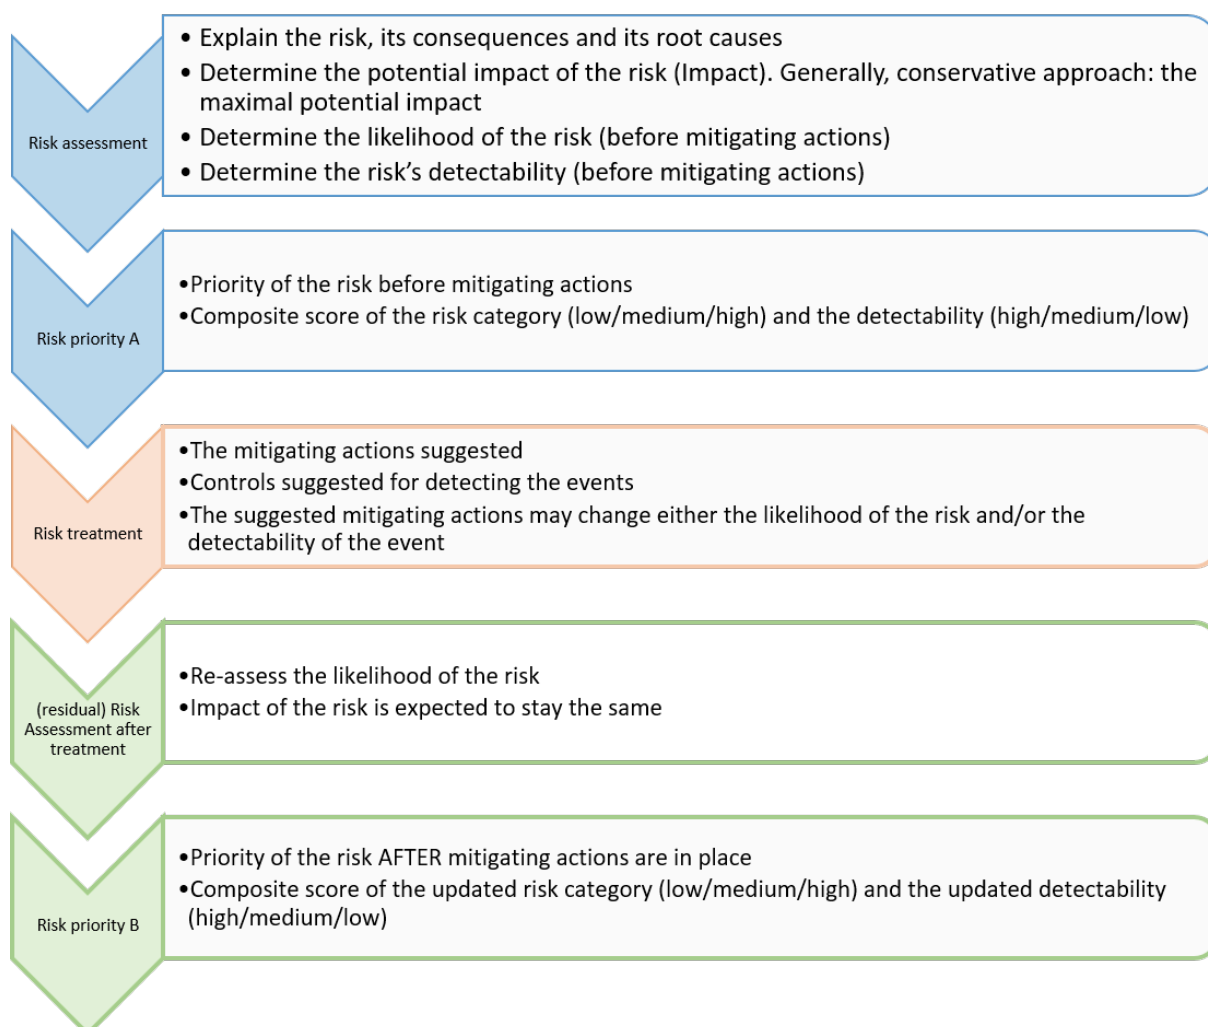 • Explain the risk, its consequences and its root causes
• Determine the potential impact of the risk (Impact). Generally, conservative approach: the
maximal potential impact
• Determine the likelihood of the risk (before mitigating actions)
• Determine the risk’s detectability (before mitigating actions)
Risk assessment
•Priority of the risk before mitigating actions
•Composite score of the risk category (low/medium/high) and the detectability (high/medium/low)
Risk priority A
•The mitigating actions suggested
•Controls suggested for detecting the events
•The suggested mitigating actions may change either the likelihood of the risk and/or the
detectability of the event
Risk treatment
•Re-assess the likelihood of the risk
•Impact of the risk is expected to stay the same
(residual) Risk
Assessment after
treatment
•Priority of the risk AFTER mitigating actions are in place
•Composite score of the updated risk category (low/medium/high) and the updated detectability
(high/medium/low)
Risk priority B